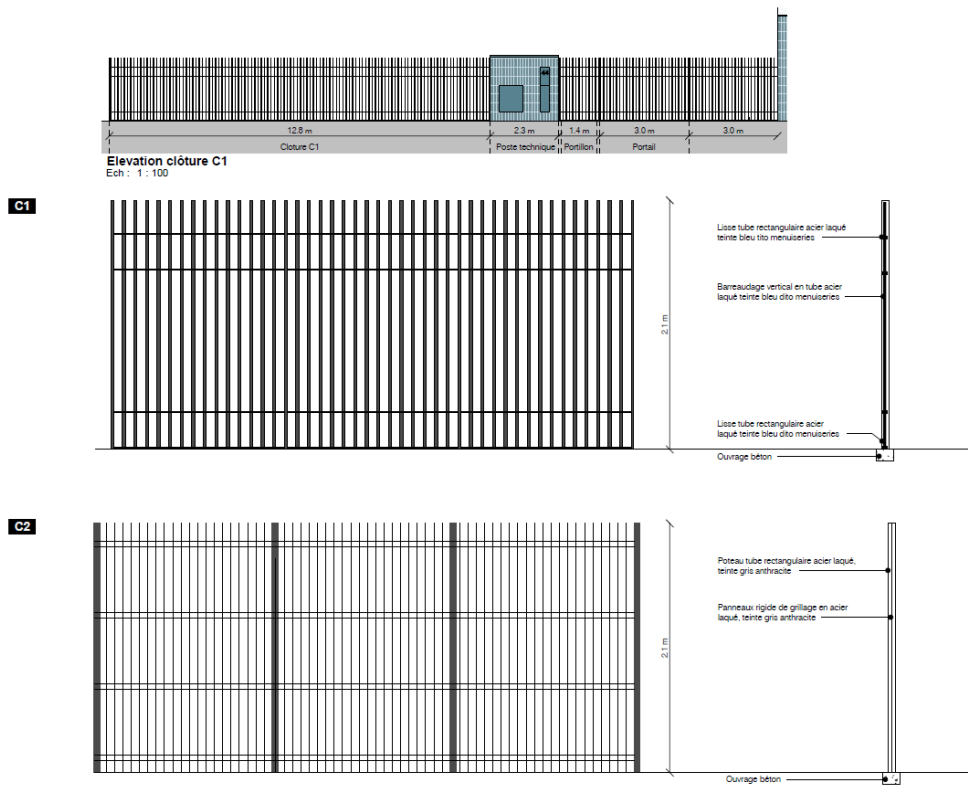 12.8 m
2.3 m
1.4 m
3.0 m
3.0 m
Cloture C1
Poste technique
Portillon
Portail
Elevation clôture C1
Ech : 1 : 100
C1
Lisse tube rectangulaire acier laqué
teinte bleu tito menuiseries
Barreaudage vertical en tube acier
laqué teinte bleu dito menuiseries
2,1 m
Lisse tube rectangulaire acier
laqué teinte bleu dito menuiseries
Ouvrage béton
C2
Poteau tube rectangulaire acier laqué,
teinte gris anthracite
Panneaux rigide de grillage en acier
laqué, teinte gris anthracite
2,1 m
Ouvrage béton